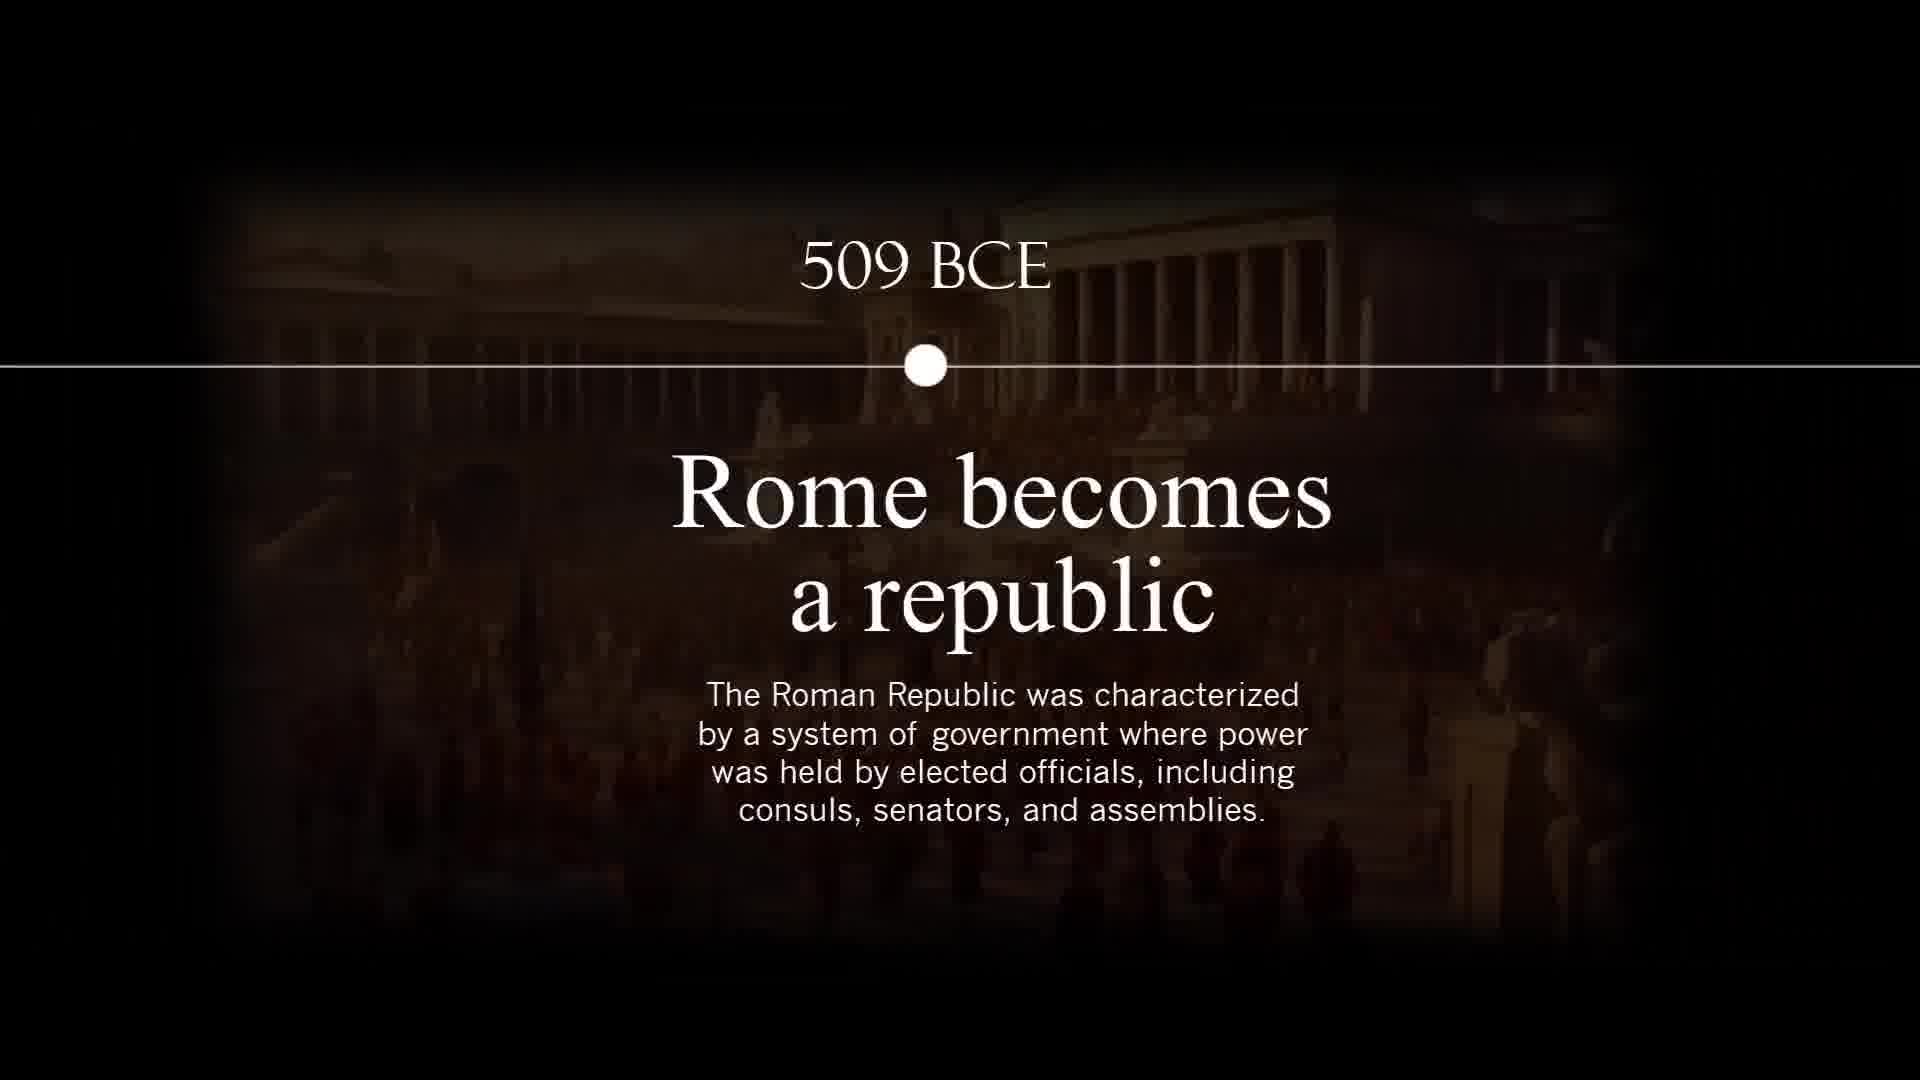 509 BCE
Rome becomes
a republic
The Roman Republic was characterized
by a system of government where power
was held by elected officials, including
consuls, senators, and assemblies.